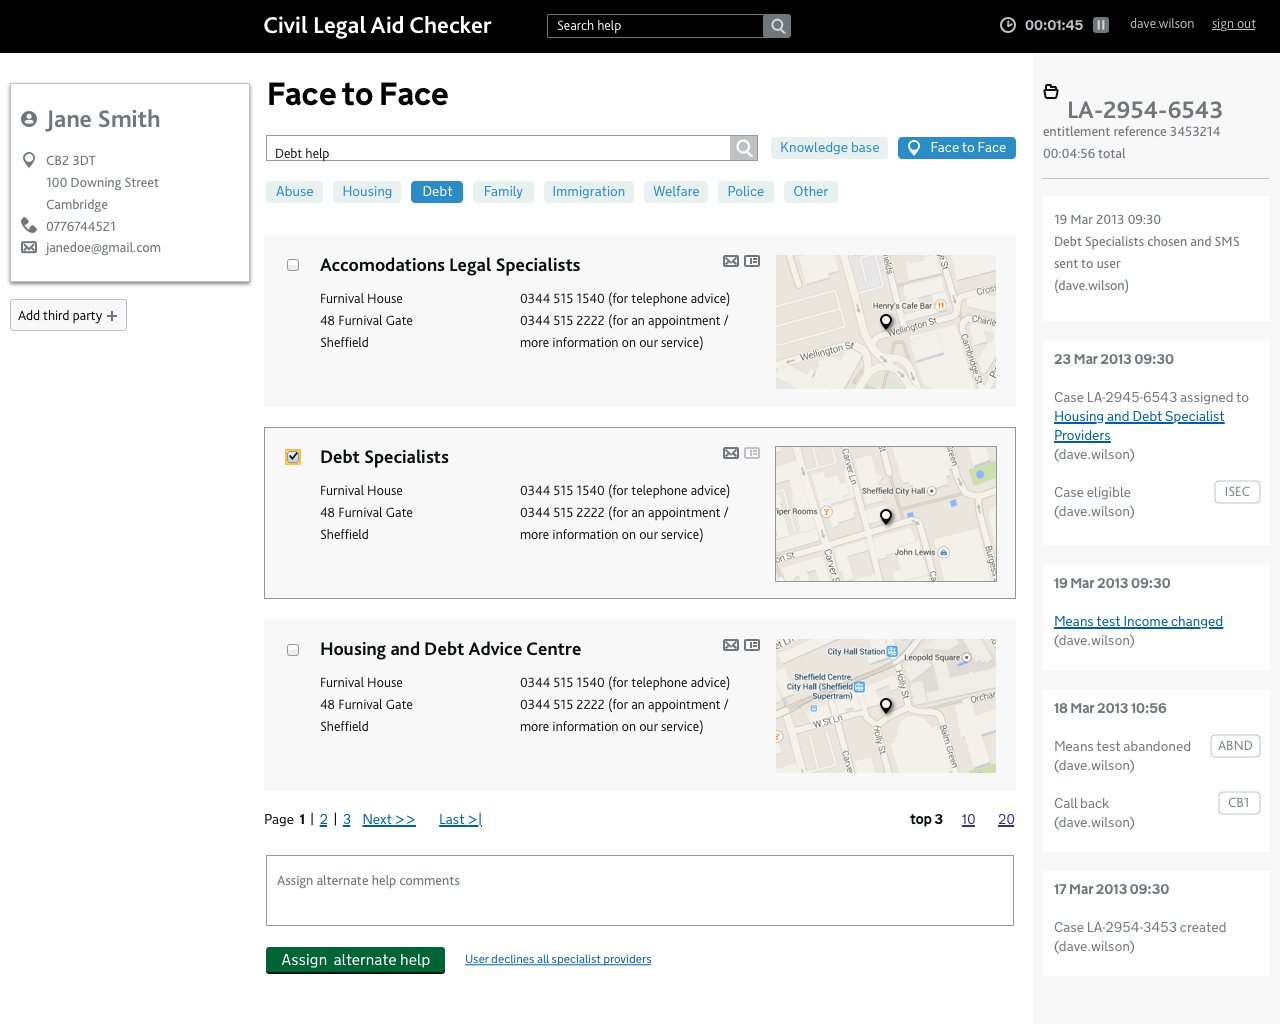 Civil Legal Aid Checker
Search help
00:01:45
dave.wilson
sign out
Jane Smith
CB2 3DT
100 Downing Street
Cambridge
0776744521
janedoe@gmail.com
Add third party
Face to Face
Debt help
Knowledge base
Face to Face
Abuse
Housing
Debt
Family
Immigration
Welfare
Police
Other
Accomodations Legal Specialists
Furnival House
48 Furnival Gate
Sheffield
0344 515 1540 (for telephone advice)
0344 515 2222 (for an appointment /
more information on our service)
Henry's Cafe Bar
Wellington St
Wellington St
Cambridge St
Debt Specialists
Furnival House
48 Furnival Gate
Sheffield
0344 515 1540 (for telephone advice)
0344 515 2222 (for an appointment /
more information on our service)
Carver Ln
Sheffield City Hall
iper Rooms
John Lewis
Housing and Debt Advice Centre
Furnival House
48 Furnival Gate
Sheffield
0344 515 1540 (for telephone advice)
0344 515 2222 (for an appointment /
more information on our service)
City Hall Station
Leopold Square
Sheffield Centre,
City Hall (Sheffield
Supertram)
Holly St
Orchar
W St Ln
Holly St
Balm Green
Page 1 | 2 | 3 Next >> Last >|
top 3 10 20
Assign alternate help comments
Assign alternate help
User declines all specialist providers
LA-2954-6543
entitlement reference 3453214
00:04:56 total
19 Mar 2013 09:30
Debt Specialists chosen and SMS
sent to user
(dave.wilson)
23 Mar 2013 09:30
Case LA-2945-6543 assigned to
Housing and Debt Specialist
Providers
(dave.wilson)
Case eligible
ISEC
(dave.wilson)
19 Mar 2013 09:30
Means test Income changed
(dave.wilson)
18 Mar 2013 10:56
Means test abandoned
ABND
(dave.wilson)
Call back
CB1
(dave.wilson)
17 Mar 2013 09:30
Case LA-2954-3453 created
(dave.wilson)